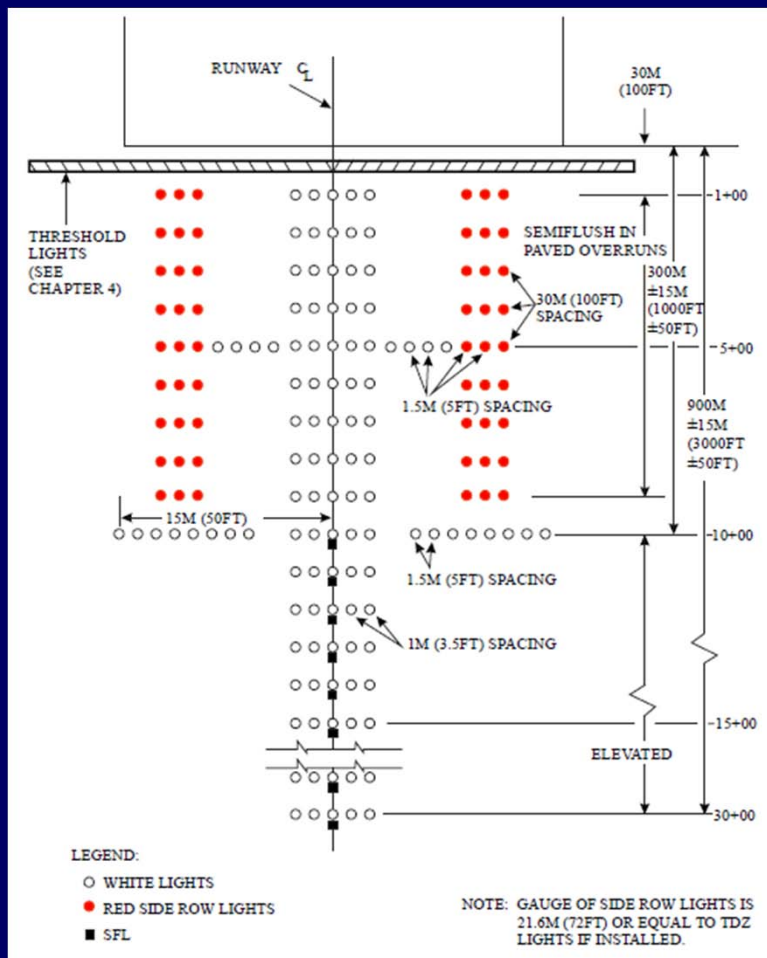 RUNWAY ℄
30M
(100FT)
THRESHOLD
LIGHTS
(SEE
CHAPTER 4)
1+00
SEMIFLUSH IN
PAVED OVERRUNS
300M
±15M
(1000FT
±50FT)
30M (100FT)
SPACING
5+00
1.5M (5FT) SPACING
900M
±15M
(3000FT
±50FT)
15M (50FT)
10+00
1.5M (5FT) SPACING
1M (3.5FT) SPACING
15+00
ELEVATED
30+00
LEGEND:
WHITE LIGHTS
RED SIDE ROW LIGHTS
SFL
NOTE: GAUGE OF SIDE ROW LIGHTS IS
21.6M (72FT) OR EQUAL TO TDZ
LIGHTS IF INSTALLED.